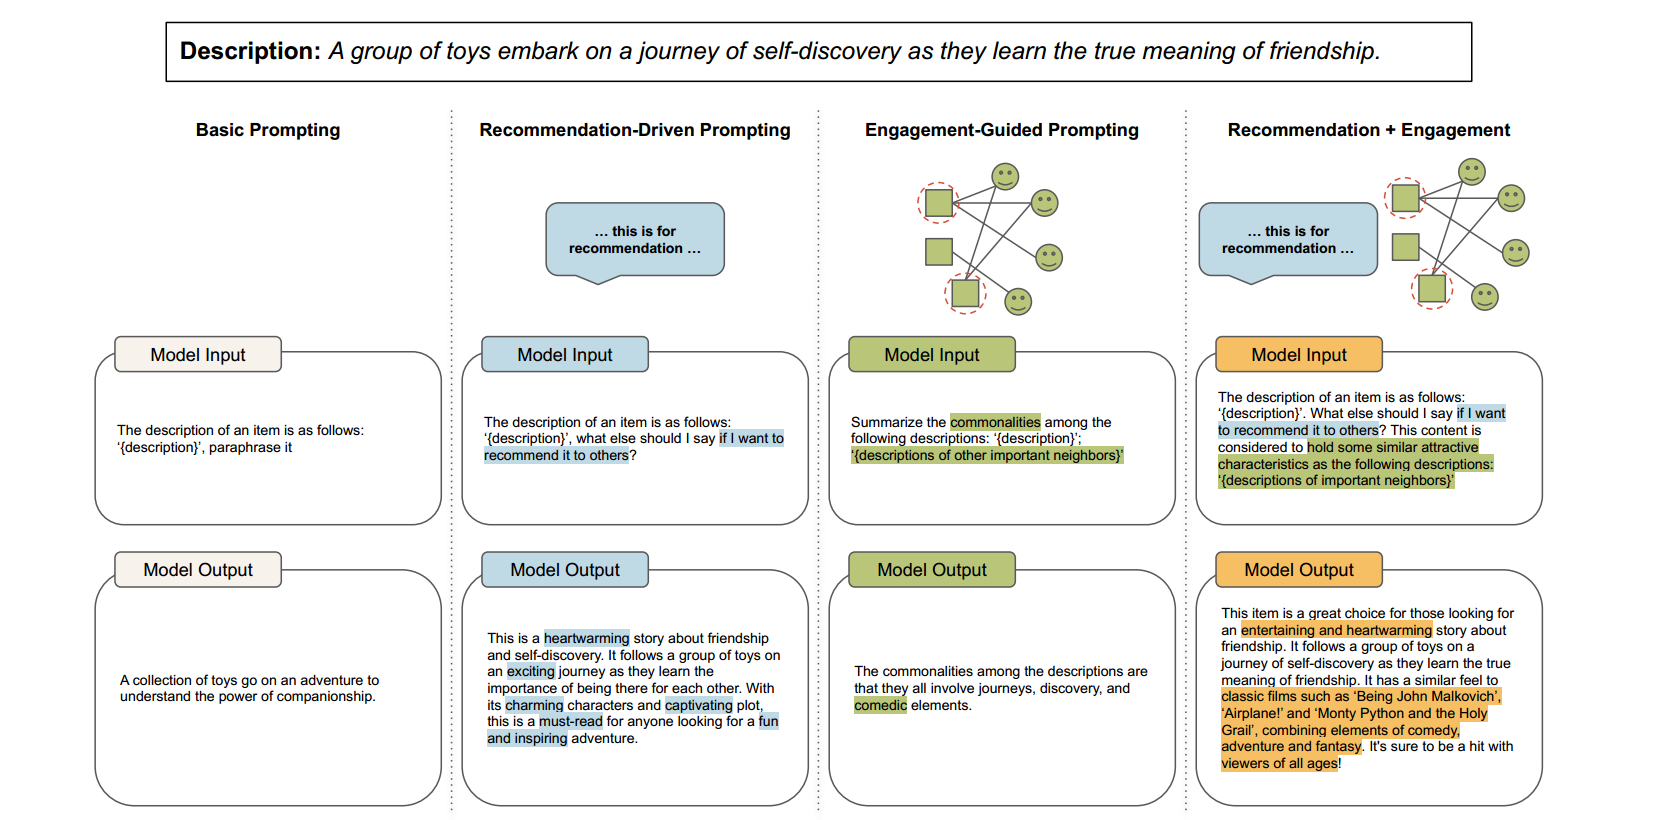 Description: A group of toys embark on a journey of self-discovery as they learn the true meaning of friendship.
Basic Prompting
Recommendation-Driven Prompting
Engagement-Guided Prompting
Recommendation + Engagement
... this is for
recommendation ...
... this is for
recommendation ...
Model Input
The description of an item is as follows:
‘{description}’, paraphrase it
Model Input
The description of an item is as follows:
‘{description}’, what else should I say if I want to
recommend it to others?
Model Input
Summarize the commonalities among the
following descriptions: ‘{description}’;
‘{descriptions of other important neighbors}’
Model Input
The description of an item is as follows:
‘{description}’. What else should I say if I want
to recommend it to others? This content is
considered to hold some similar attractive
characteristics as the following descriptions:
‘{descriptions of important neighbors}’
Model Output
A collection of toys go on an adventure to
understand the power of companionship.
Model Output
This is a heartwarming story about friendship
and self-discovery. It follows a group of toys on
an exciting journey as they learn the
importance of being there for each other. With
its charming characters and captivating plot,
this is a must-read for anyone looking for a fun
and inspiring adventure.
Model Output
The commonalities among the descriptions are
that they all involve journeys, discovery, and
comedic elements.
Model Output
This item is a great choice for those looking for
an entertaining and heartwarming story about
friendship. It follows a group of toys on a
journey of self-discovery as they learn the true
meaning of friendship. It has a similar feel to
classic films such as ‘Being John Malkovich’,
‘Airplane!’ and ‘Monty Python and the Holy
Grail’, combining elements of comedy,
adventure and fantasy. It's sure to be a hit with
viewers of all ages!